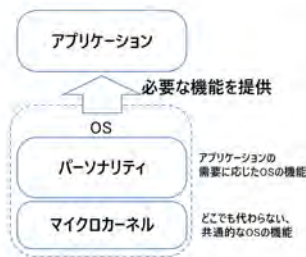 アプリケーション
必要な機能を提供
OS
パーソナリティ
アプリケーションの
需要に応じたOSの機能
マイクロカーネル
どこでも代わらない、
共通的なOSの機能